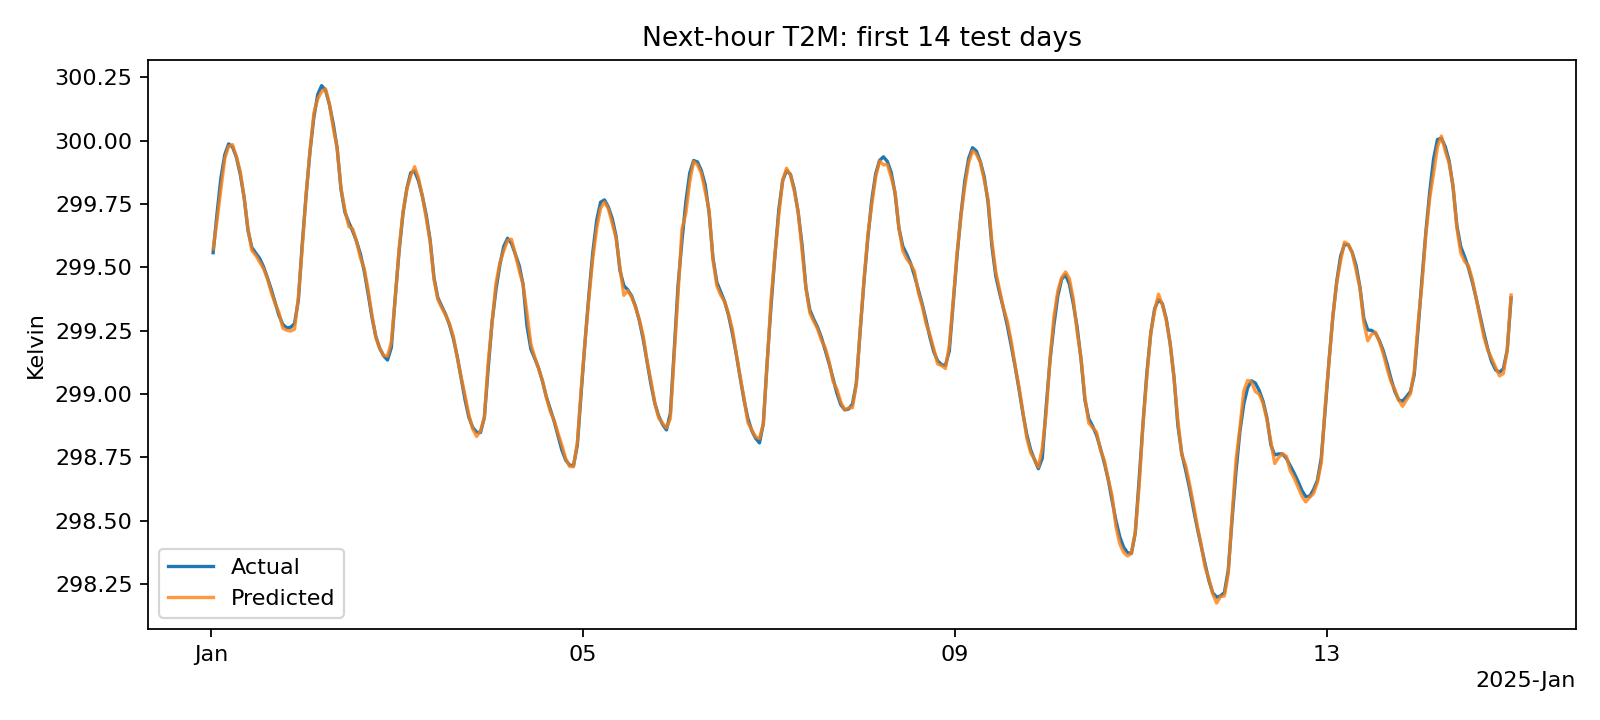 Next-hour T2M: first 14 test days
Kelvin
300.25
300.00
299.75
299.50
299.25
299.00
298.75
298.50
298.25
Actual
Predicted
Jan
05
09
13
2025-Jan